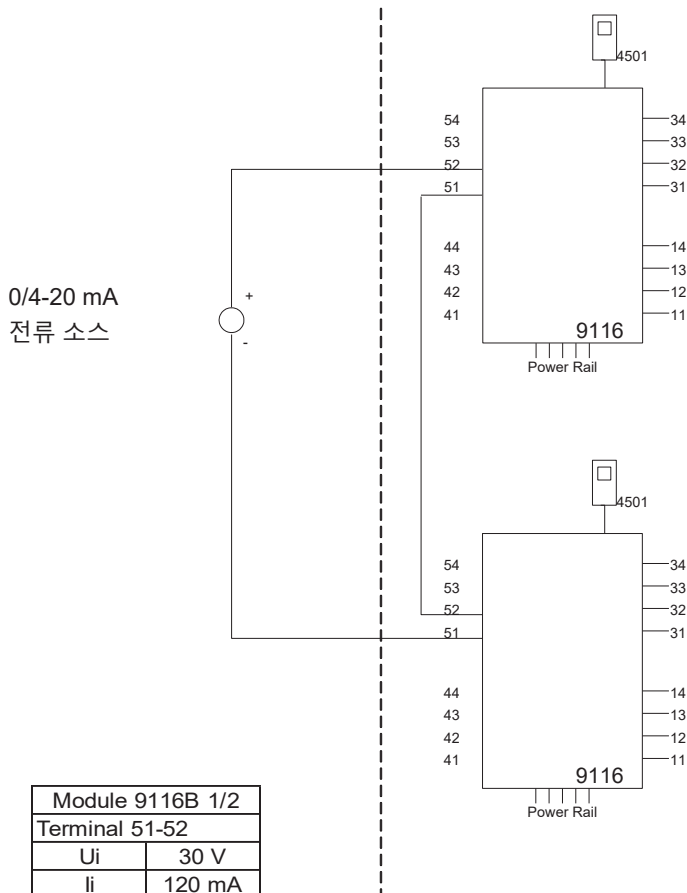 4501
54 34
53 33
52 32
51 31
44 14
43 13
42 12
41 11
9116
Power Rail
0/4-20 mA
전류 소스
+
-
4501
54 34
53 33
52 32
51 31
44 14
43 13
42 12
41 11
9116
Power Rail
Module 9116B 1/2
Terminal 51-52
Ui 30 V
Ii 120 mA